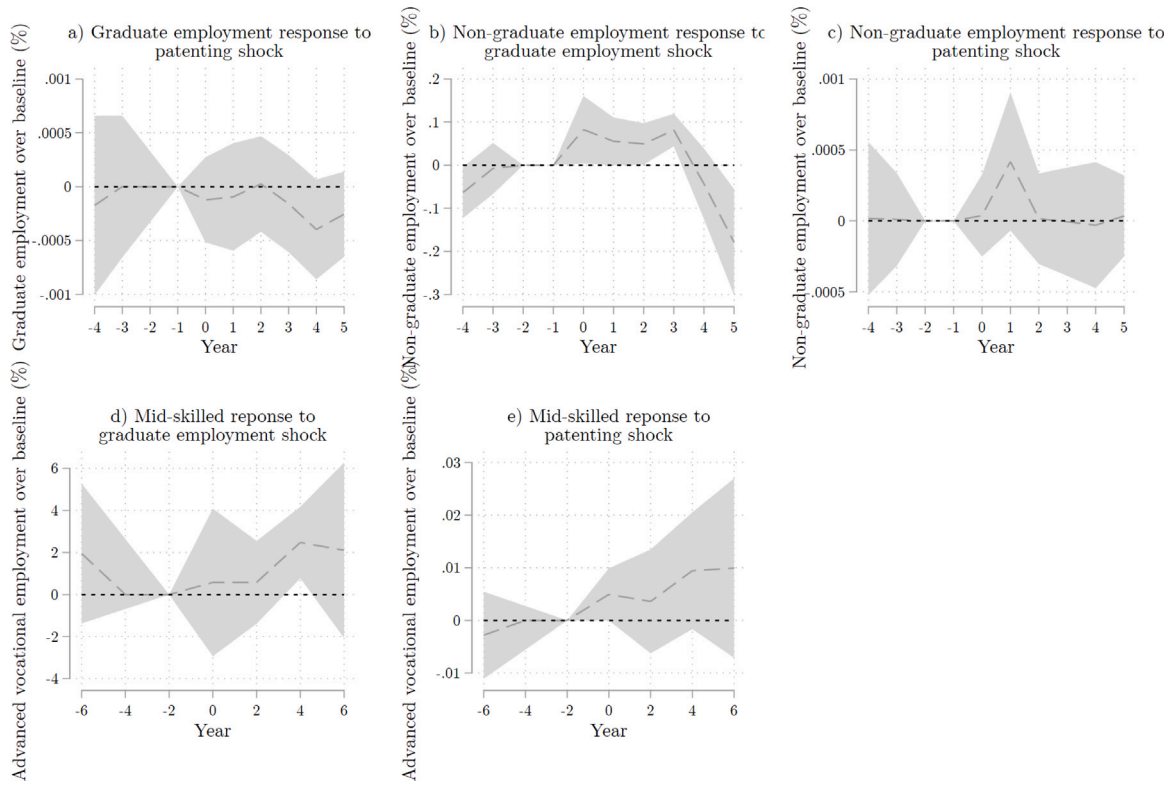 a) Graduate employment response to
patenting shock
Graduate employment over baseline (%)
.001
.0005
0
-.0005
-.001
-4 -3 -2 -1 0 1 2 3 4 5
Year
b) Non-graduate employment response to
graduate employment shock
Non-graduate employment over baseline (%)
.2
.1
0
-.1
-.2
-.3
-4 -3 -2 -1 0 1 2 3 4 5
Year
c) Non-graduate employment response to
patenting shock
Non-graduate employment over baseline (%)
.001
.0005
0
.0005
-4 -3 -2 -1 0 1 2 3 4 5
Year
d) Mid-skilled reponse to
graduate employment shock
Advanced vocational employment over baseline (%)
6
4
2
0
-2
-4
-6 -4 -2 0 2 4 6
Year
e) Mid-skilled reponse to
patenting shock
Advanced vocational employment over baseline (%)
.03
.02
.01
0
-.01
-6 -4 -2 0 2 4 6
Year